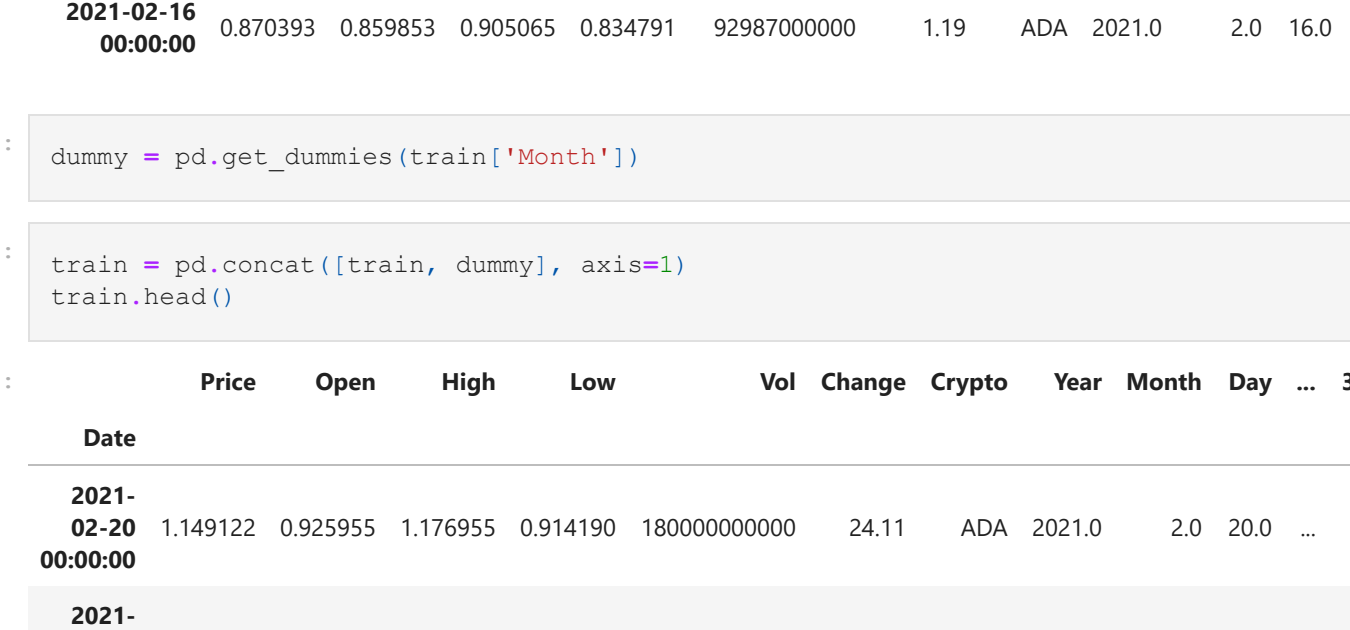 2021-02-16
00:00:00 0.870393 0.859853 0.905065 0.834791 92987000000 1.19 ADA 2021.0 2.0 16.0
:
dummy = pd.get_dummies(train['Month'])
:
train = pd.concat([train, dummy], axis=1)
train.head()
:
Price Open High Low Vol Change Crypto Year Month Day ...
Date
2021-
02-20 1.149122 0.925955 1.176955 0.914190 180000000000 24.11 ADA 2021.0 2.0 20.0 ...
00:00:00
2021-